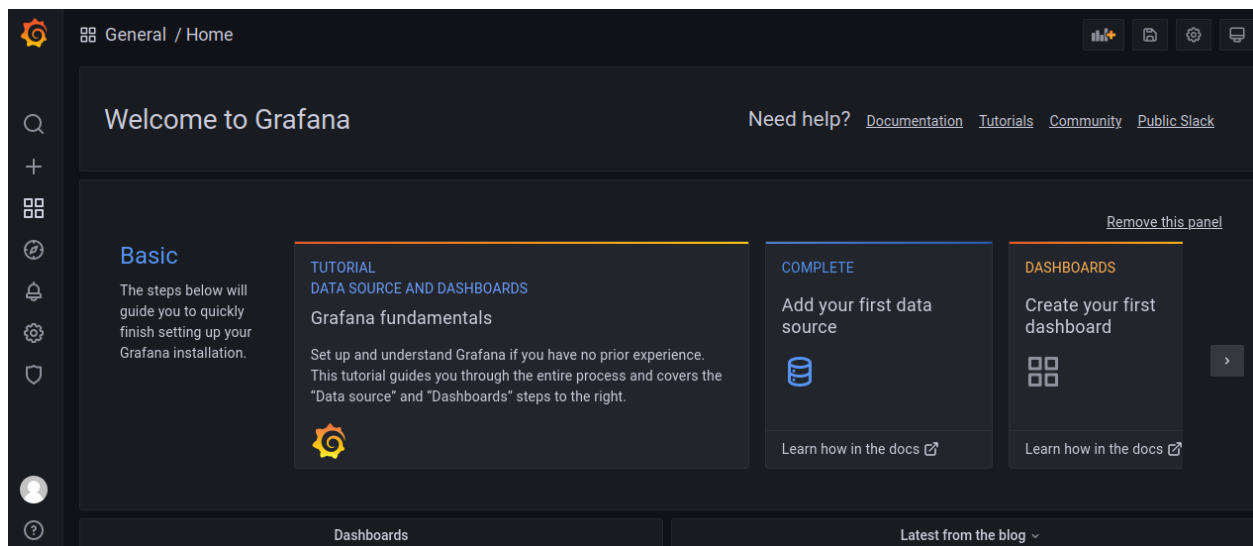 General / Home
Welcome to Grafana
Need help? Documentation Tutorials Community Public Slack
Remove this panel
Basic
The steps below will
guide you to quickly
finish setting up your
Grafana installation.
TUTORIAL
DATA SOURCE AND DASHBOARDS
Grafana fundamentals
Set up and understand Grafana if you have no prior experience.
This tutorial guides you through the entire process and covers the
“Data source” and “Dashboards” steps to the right.
COMPLETE
Add your first data
source
Learn how in the docs
DASHBOARDS
Create your first
dashboard
Learn how in the docs
Dashboards
Latest from the blog